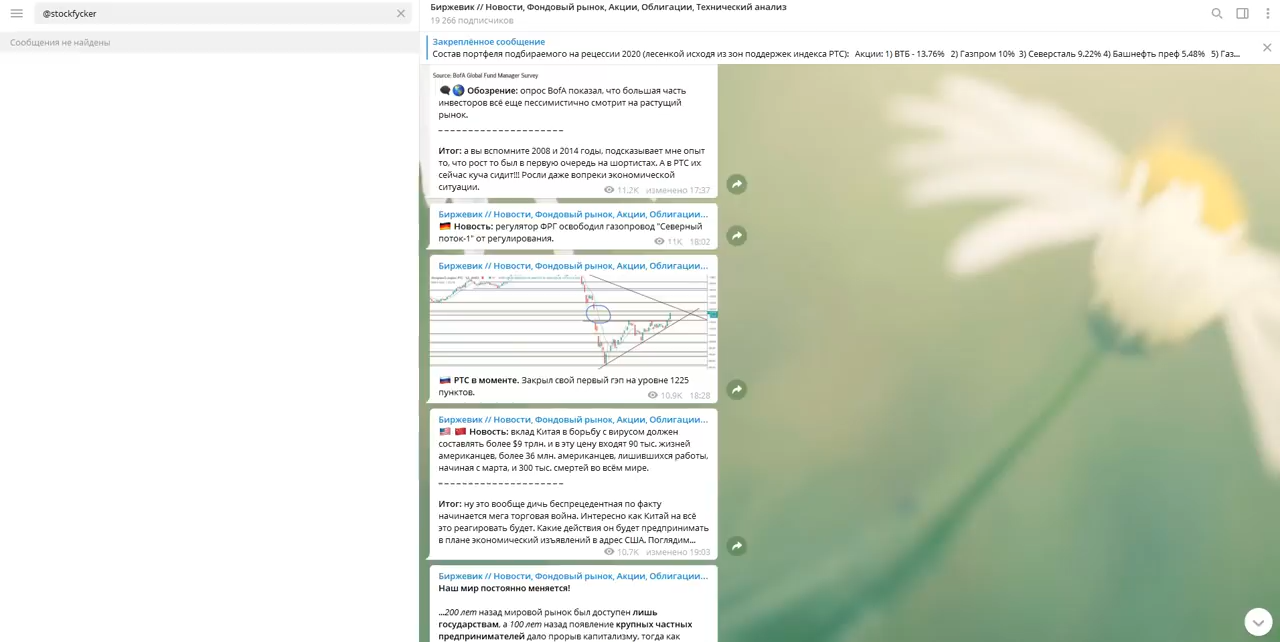 @stockfycker
Сообщения не найдены
Биржевик // Новости, Фондовый рынок, Акции, Облигации, Технический анализ
19 266 подписчиков
Закреплённое сообщение
Состав портфеля подбираемого на рецессии 2020 (лесенкой исходя из зон поддержек индекса РТС): Акции: 1) ВТБ - 13,76% 2) Газпром 10% 3) Северсталь 9.22% 4) Башнефть преф 5.48% 5) Газ...
Source: BofA Global Fund Manager Survey
Обозрение: опрос BofA показал, что большая часть
инвесторов всё еще пессимистично смотрит на растущий
рынок.
–––––––––––––––––––––
Итог: а вы вспомните 2008 и 2014 годы, подсказывает мне опыт
то, что рост то был в первую очередь на шортистах. А в РТС их
сейчас куча сидит!!! Росли даже вопреки экономической
ситуации.
11.2K изменено 17:37
Биржевик // Новости, Фондовый рынок, Акции, Облигации...
Новость: регулятор ФРГ освободил газопровод "Северный
поток-1" от регулирования.
11K 18:02
Биржевик // Новости, Фондовый рынок, Акции, Облигации...
РТС в моменте. Закрыл свой первый гэп на уровне 1225
пунктов.
10.9K 18:28
Биржевик // Новости, Фондовый рынок, Акции, Облигации...
Новость: вклад Китая в борьбу с вирусом должен
составлять более $9 трлн. и в эту цену входят 90 тыс. жизней
американцев, более 36 млн. американцев, лишившихся работы,
начиная с марта, и 300 тыс. смертей во всём мире.
–––––––––––––––––––––
Итог: ну это вообще дичь беспрецедентная по факту
начинается мега торговая война. Интересно как Китай на всё
это реагировать будет. Какие действия он будет предпринимать
в плане экономический изъявлений в адрес США. Поглядим...
10.7K изменено 19:03
Биржевик // Новости, Фондовый рынок, Акции, Облигации...
Наш мир постоянно меняется!
...200 лет назад мировой рынок был доступен лишь
государствам, а 100 лет назад появление крупных частных
предпринимателей дало прорыв капитализму, тогда как